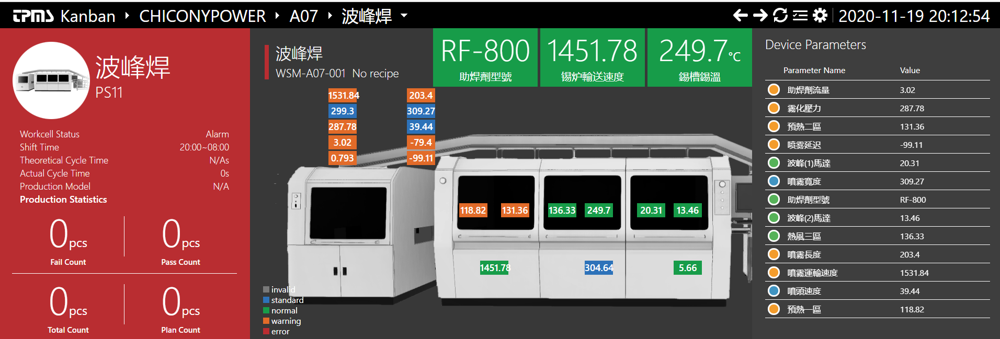 TPMS Kanban CHICONYPOWER A07 波峰焊 2020-11-19 20:12:54
波峰焊
PS11
Workcell Status Alarm
Shift Time 20:00~08:00
Theoretical Cycle Time N/As
Actual Cycle Time 0s
Production Model N/A
Production Statistics
0pcs 0pcs
Fail Count Pass Count
0pcs 0pcs
Total Count Plan Count
波峰焊
WSM-A07-001 No recipe
RF-800
助焊劑型號
1451.78
锡炉輸送速度
249.7℃
錫槽錫溫
1531.84 203.4
299.3 309.27
287.78 39.44
3.02 -79.4
0.793 -99.11
118.82 131.36 136.33 249.7 20.31 13.46
1451.78 304.64 5.66
invalid
standard
normal
warning
error
Device Parameters
Parameter Name Value
助焊劑流量 3.02
霧化壓力 287.78
預熱二區 131.36
喷雾延迟 -99.11
波峰(1)馬達 20.31
噴霧寬度 309.27
助焊劑型號 RF-800
波峰(2)馬達 13.46
熱風三區 136.33
噴霧長度 203.4
噴霧運輸速度 1531.84
噴頭速度 39.44
預熱一區 118.82